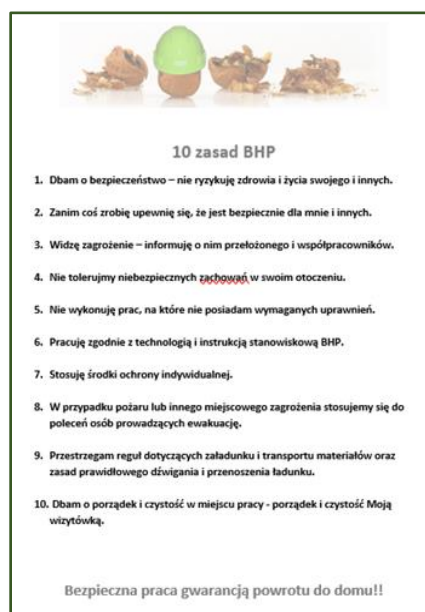 10 zasad BHP
1. Dbam o bezpieczeństwo – nie ryzykuję zdrowia i życia swojego i innych.
2. Zanim coś zrobię upewnię się, że jest bezpiecznie dla mnie i innych.
3. Widzę zagrożenie – informuję o nim przełożonego i współpracowników.
4. Nie tolerujmy niebezpiecznych zachowań w swoim otoczeniu.
5. Nie wykonuję prac, na które nie posiadam wymaganych uprawnień.
6. Pracuję zgodnie z technologią i instrukcją stanowiskową BHP.
7. Stosuję środki ochrony indywidualnej.
8. W przypadku pożaru lub innego miejscowego zagrożenia stosujemy się do
poleceń osób prowadzących ewakuację.
9. Przestrzegam reguł dotyczących załadunku i transportu materiałów oraz
zasad prawidłowego dźwigania i przenoszenia ładunku.
10. Dbam o porządek i czystość w miejscu pracy - porządek i czystość Moją
wizytówką.
Bezpieczna praca gwarancją powrotu do domu!!